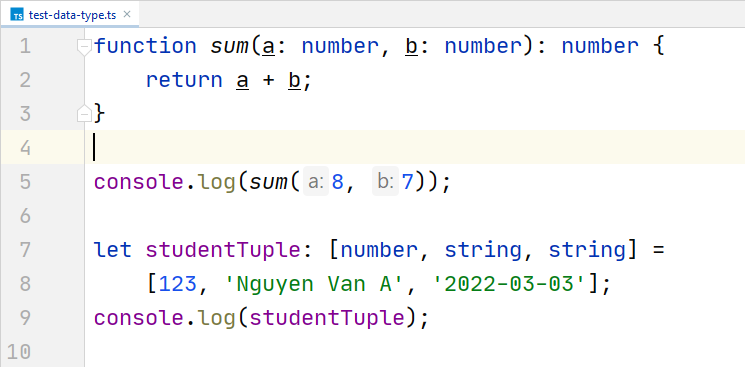 TS test-data-type.ts ×
1 function sum(a: number, b: number): number {
2     return a + b;
3 }
4
5 console.log(sum( a: 8,  b: 7));
6
7 let studentTuple: [number, string, string] =
8     [123, 'Nguyen Van A', '2022-03-03'];
9 console.log(studentTuple);
10